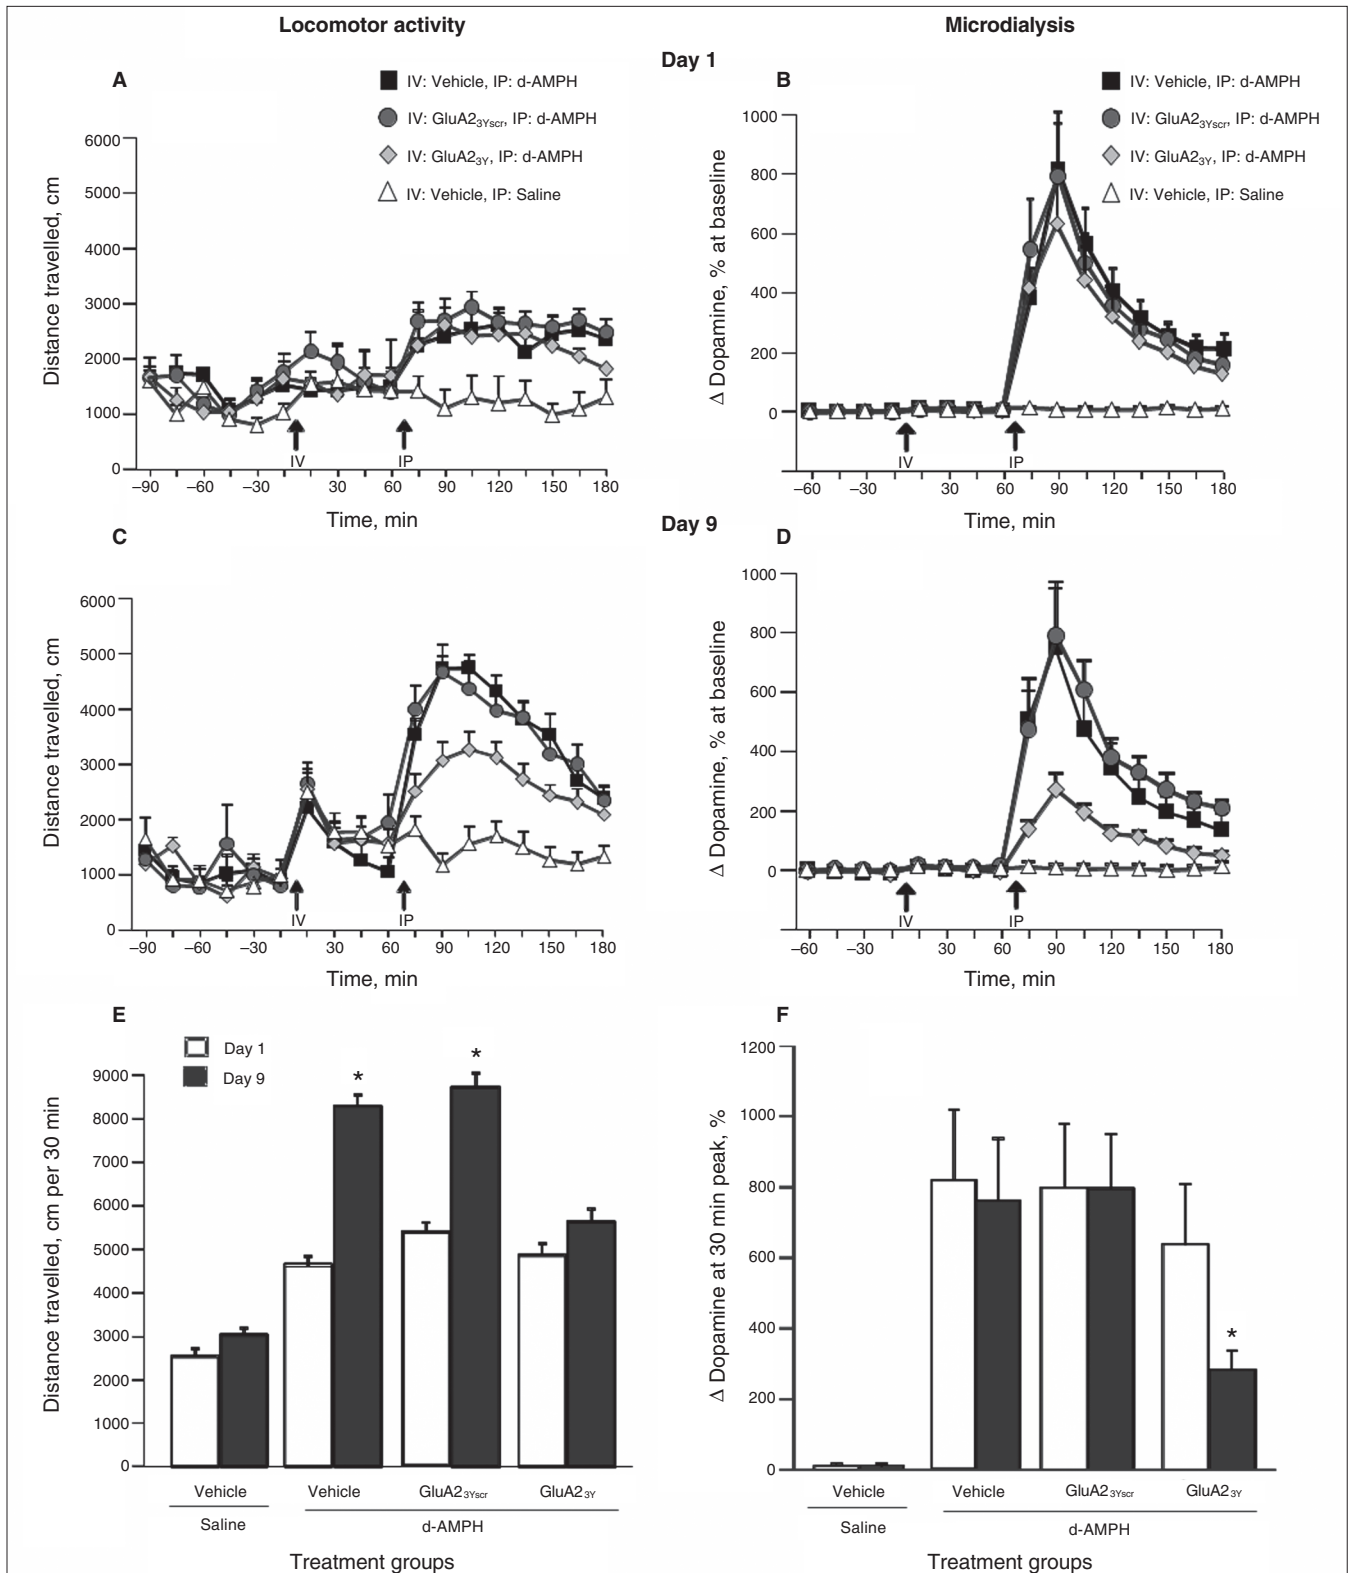 Locomotor activity
Microdialysis
Day 1
A
IV: Vehicle, IP: d-AMPH
IV: GluA23Yscr, IP: d-AMPH
IV: GluA23Y, IP: d-AMPH
IV: Vehicle, IP: Saline
6000
5000
4000
3000
2000
1000
0
Distance travelled, cm
IV
IP
–90
–60
–30
30
60
90
120
150
180
Time, min
B
IV: Vehicle, IP: d-AMPH
IV: GluA23Yscr, IP: d-AMPH
IV: GluA23Y, IP: d-AMPH
IV: Vehicle, IP: Saline
1000
800
600
400
200
0
Δ Dopamine, % at baseline
IV
IP
–60
–30
30
60
90
120
150
180
Time, min
Day 9
C
6000
5000
4000
3000
2000
1000
0
Distance travelled, cm
IV
IP
–90
–60
–30
30
60
90
120
150
180
Time, min
D
1000
800
600
400
200
0
Δ Dopamine, % at baseline
IV
IP
–60
–30
30
60
90
120
150
180
Time, min
E
Day 1
Day 9
9000
8000
7000
6000
5000
4000
3000
2000
1000
0
Distance travelled, cm per 30 min
*
*
Vehicle
Vehicle
GluA23Yscr
GluA23Y
Saline
d-AMPH
Treatment groups
F
1200
1000
800
600
400
200
0
Δ Dopamine at 30 min peak, %
*
Vehicle
Vehicle
GluA23Yscr
GluA23Y
Saline
d-AMPH
Treatment groups